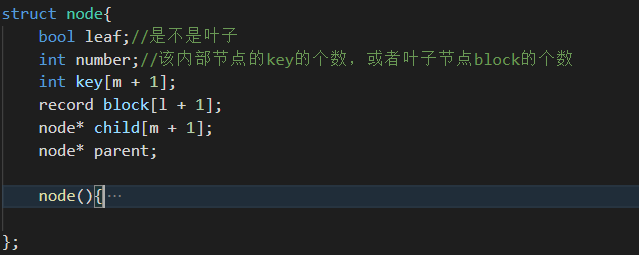 struct node{
bool leaf;//是不是叶子
int number;//该内部节点的key的个数，或者叶子节点block的个数
int key[m + 1];
record block[l + 1];
node* child[m + 1];
node* parent;
node(){…
};